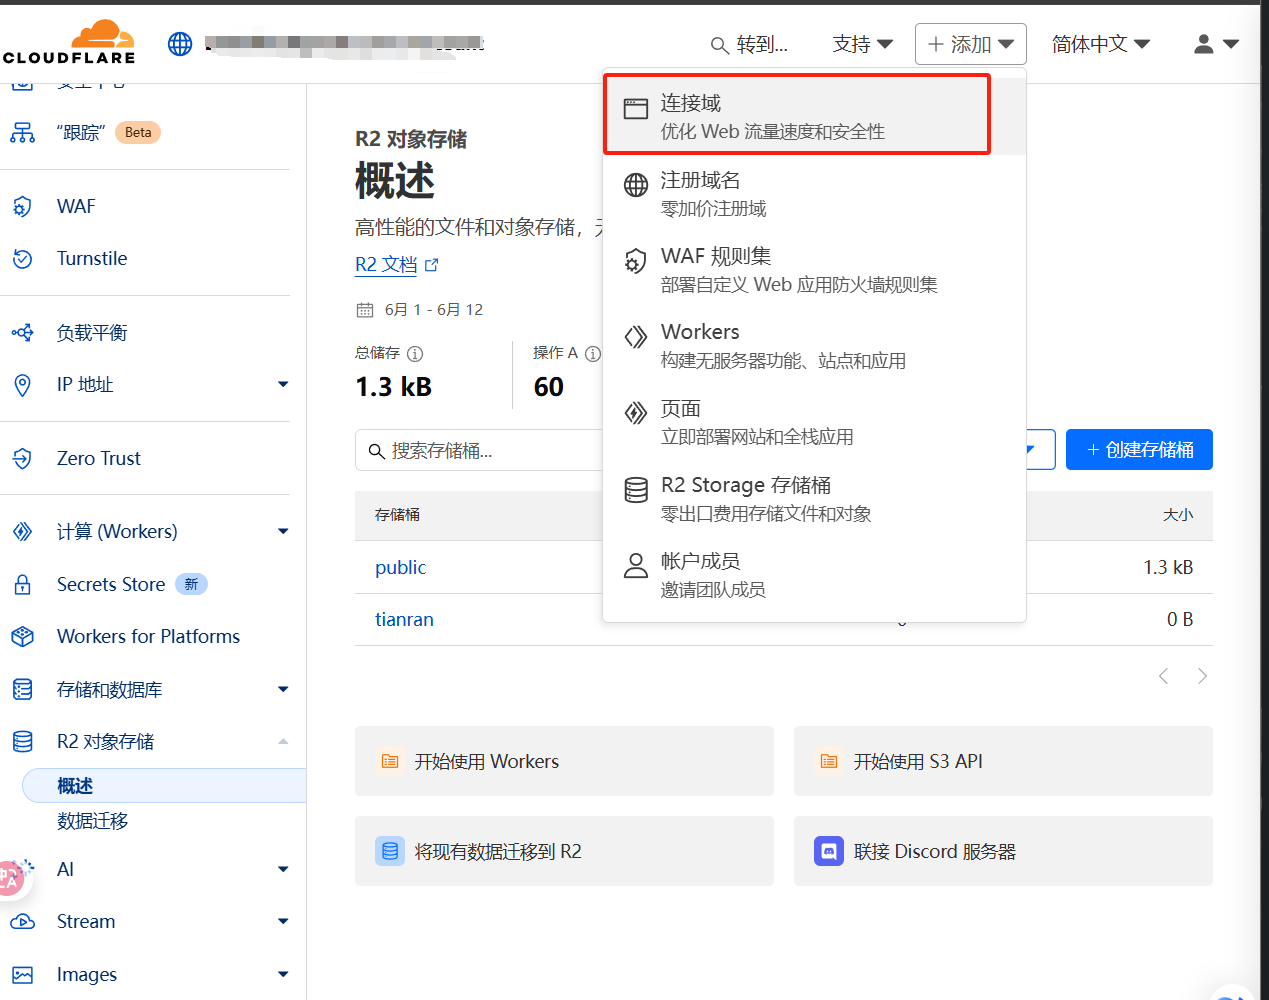 CLOUDFLARE
转到...
支持
添加
简体中文
“跟踪”
Beta
WAF
Turnstile
负载平衡
IP 地址
Zero Trust
计算 (Workers)
Secrets Store
新
Workers for Platforms
存储和数据库
R2 对象存储
概述
数据迁移
AI
Stream
Images
R2 对象存储
概述
高性能的文件和对象存储，
R2 文档
6月 1 - 6月 12
总储存
1.3 kB
操作 A
60
搜索存储桶...
创建存储桶
存储桶
大小
public
1.3 kB
tianran
0 B
开始使用 Workers
开始使用 S3 API
将现有数据迁移到 R2
联接 Discord 服务器
连接域
优化 Web 流量速度和安全性
注册域名
零加价注册域
WAF 规则集
部署自定义 Web 应用防火墙规则集
Workers
构建无服务器功能、站点和应用
页面
立即部署网站和全栈应用
R2 Storage 存储桶
零出口费用存储文件和对象
帐户成员
邀请团队成员